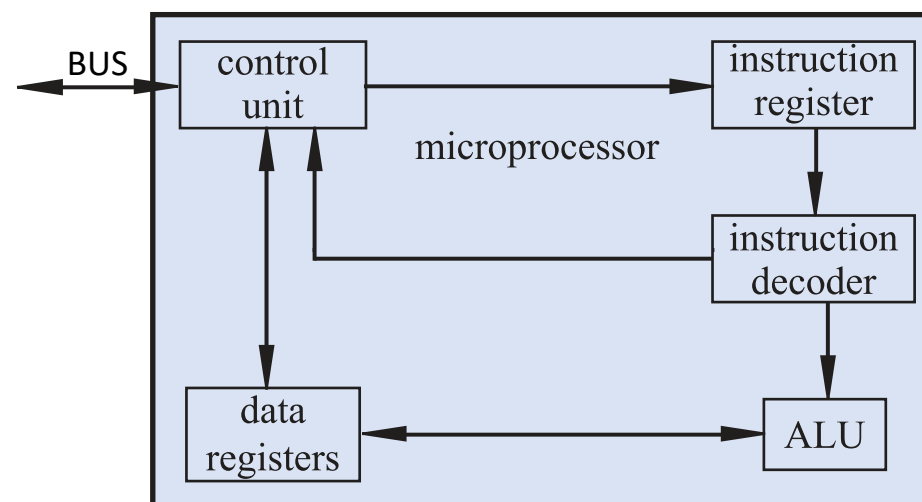 BUS
control
unit
instruction
register
microprocessor
instruction
decoder
data
registers
ALU